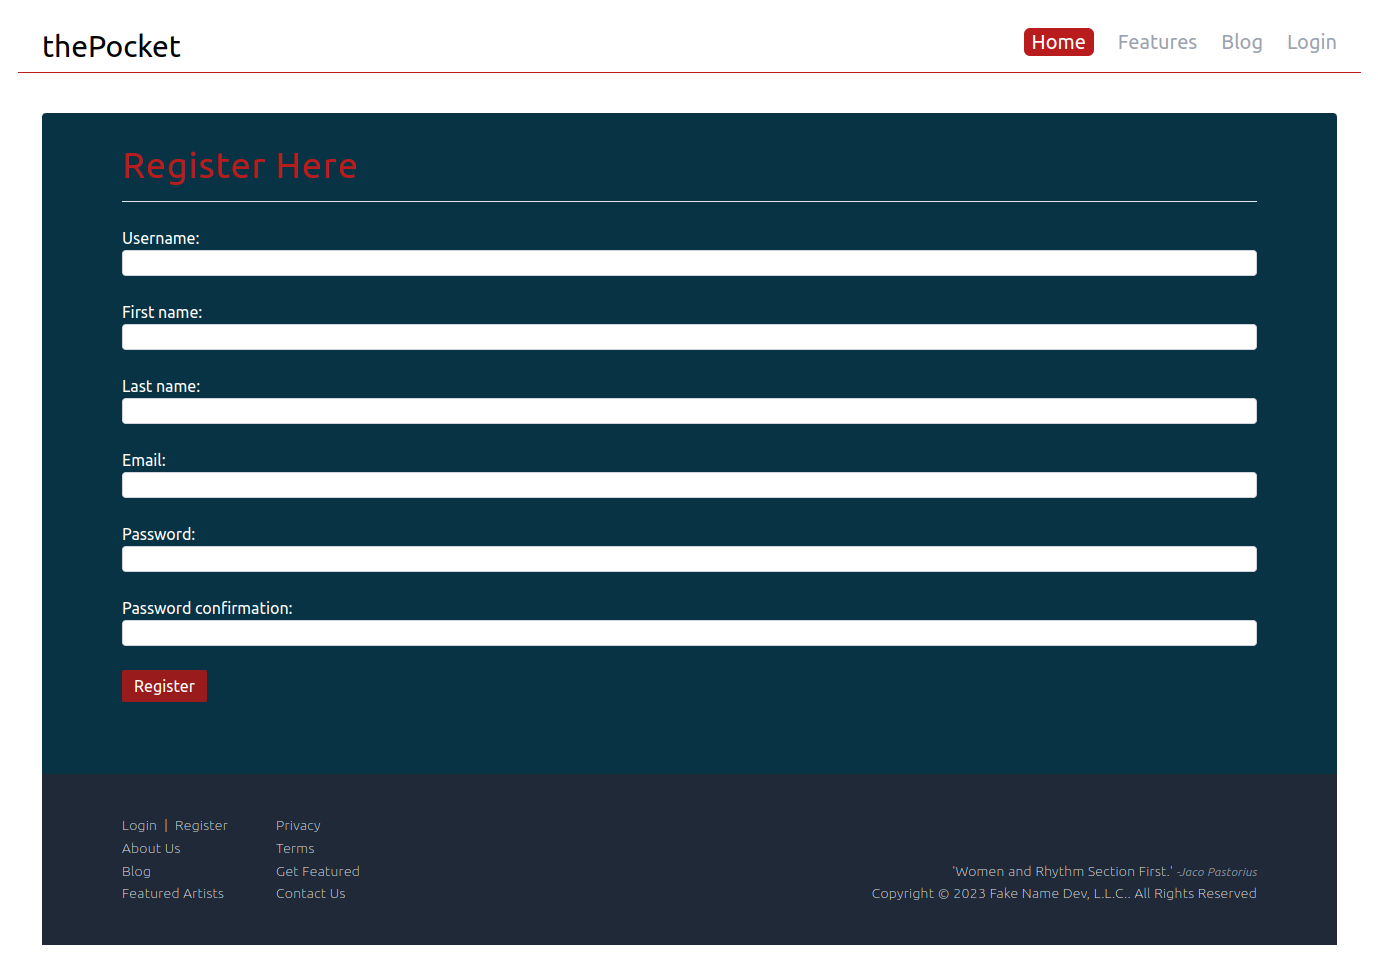 thePocket
Home Features Blog Login
Register Here
Username:
First name:
Last name:
Email:
Password:
Password confirmation:
Register
Login | Register
About Us
Blog
Featured Artists
Privacy
Terms
Get Featured
Contact Us
'Women and Rhythm Section First.' -Jaco Pastorius
Copyright © 2023 Fake Name Dev, L.L.C.. All Rights Reserved